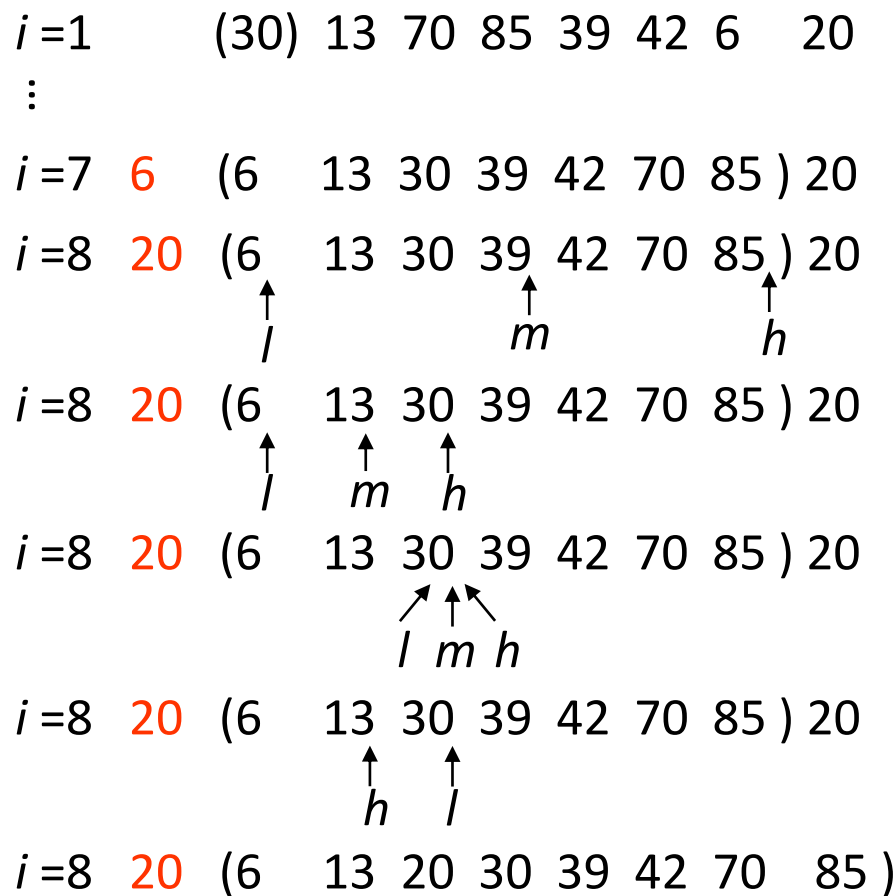 i =1 (30) 13 70 85 39 42 6 20
⋮
i =7 6 (6 13 30 39 42 70 85 ) 20
i =8 20 (6 13 30 39 42 70 85 ) 20
l m h
i =8 20 (6 13 30 39 42 70 85 ) 20
l m h
i =8 20 (6 13 30 39 42 70 85 ) 20
l m h
i =8 20 (6 13 30 39 42 70 85 ) 20
h l
i =8 20 (6 13 20 30 39 42 70 85 )